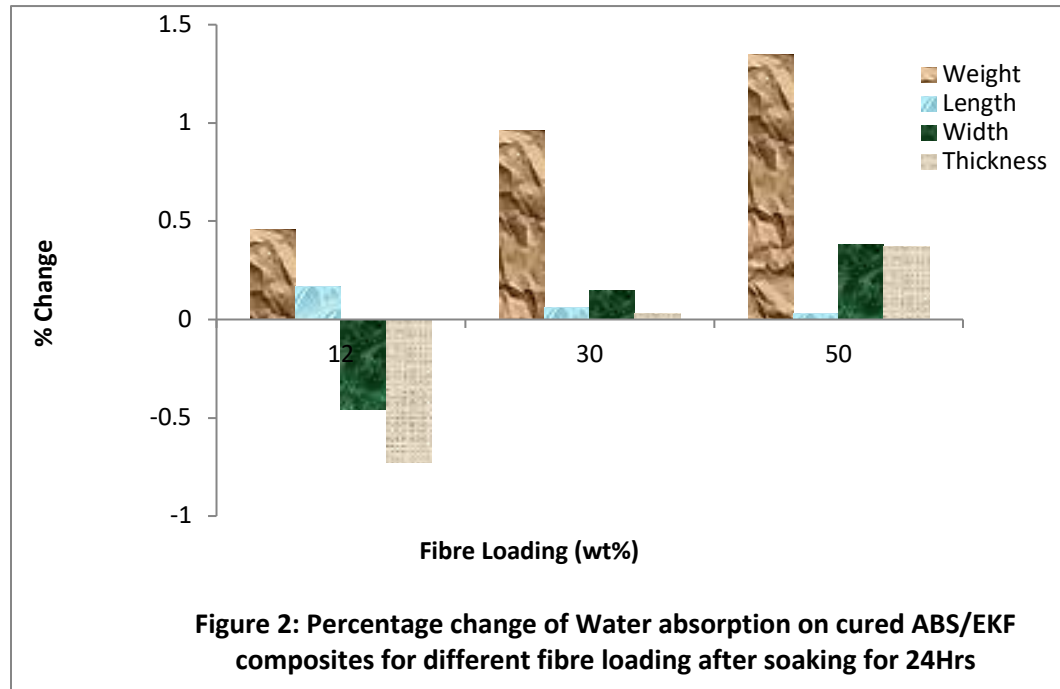 1.5
1
0.5
0
-0.5
-1
12
30
50
% Change
Fibre Loading (wt%)
Weight
Length
Width
Thickness
Figure 2: Percentage change of Water absorption on cured ABS/EKF
composites for different fibre loading after soaking for 24Hrs